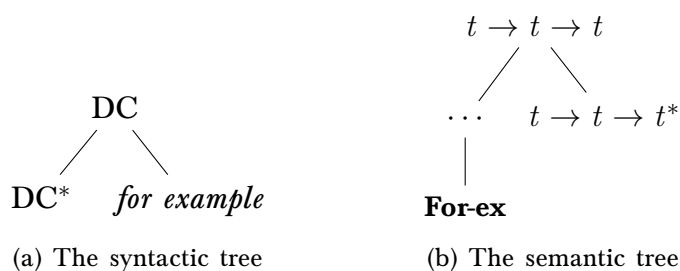 t → t → t
DC
··· t → t → t*
DC* for example
For-ex
(a) The syntactic tree
(b) The semantic tree